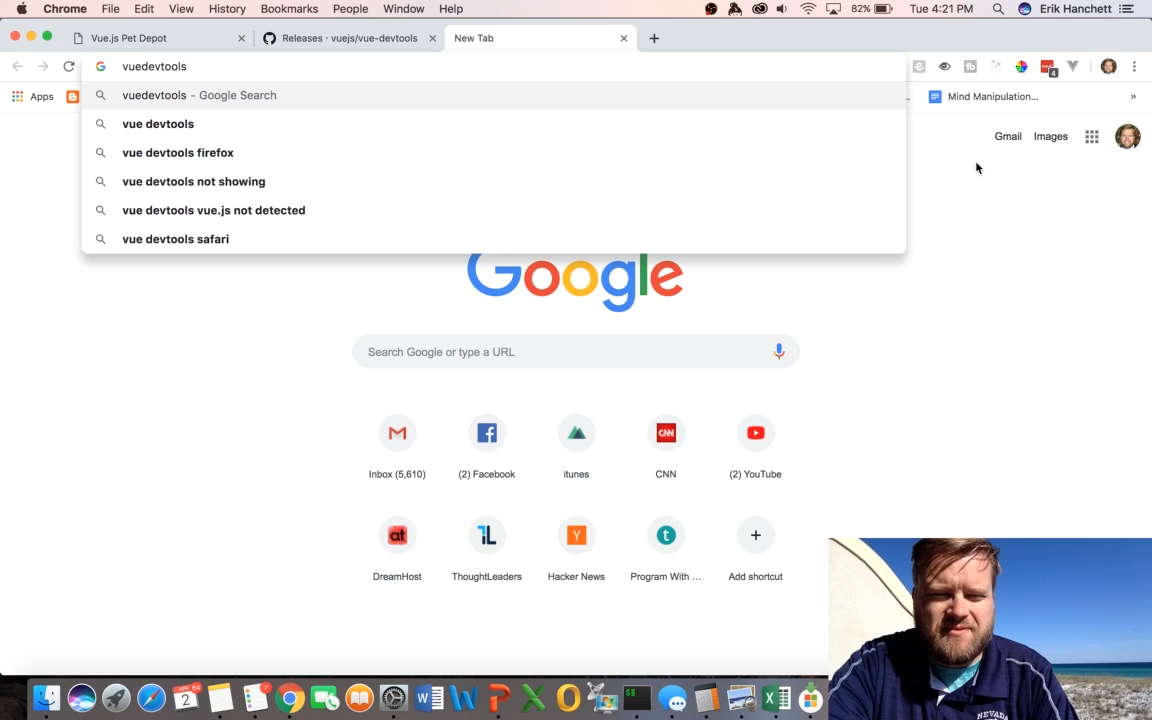 Chrome File Edit View History Bookmarks People Window Help 82% Tue 4:21 PM Erik Hanchett
Vue.js Pet Depot Releases · vuejs/vue-devtools New Tab
vuedevtools
4
Apps
Mind Manipulation...
»
vuedevtools - Google Search
vue devtools
vue devtools firefox
vue devtools not showing
vue devtools vue.js not detected
vue devtools safari
Gmail Images
Google
Search Google or type a URL
CNN
Inbox (5,610) (2) Facebook itunes CNN (2) YouTube
at Y t
DreamHost ThoughtLeaders Hacker News Program With ... Add shortcut
NEVADA
2